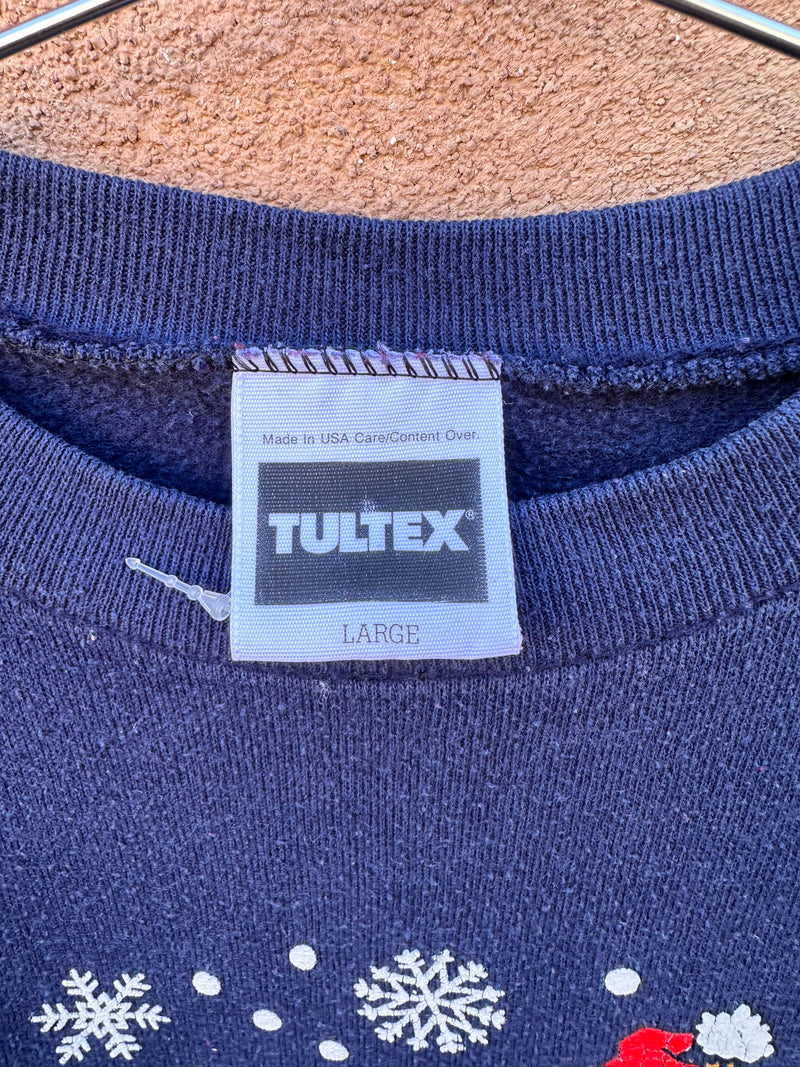 Made In USA Care/Content Over.
TULTEX®
LARGE